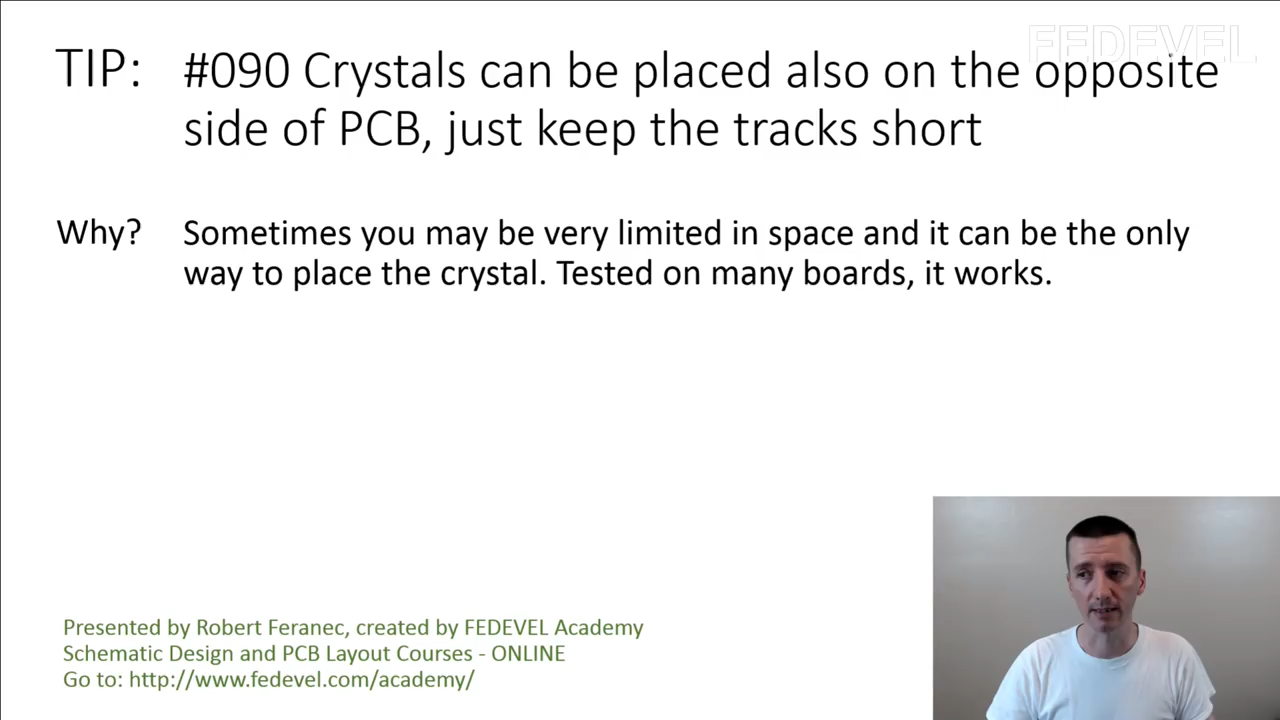 FEDEVEL
TIP: #090 Crystals can be placed also on the opposite
side of PCB, just keep the tracks short
Why? Sometimes you may be very limited in space and it can be the only
way to place the crystal. Tested on many boards, it works.
Presented by Robert Feranec, created by FEDEVEL Academy
Schematic Design and PCB Layout Courses - ONLINE
Go to: http://www.fedevel.com/academy/